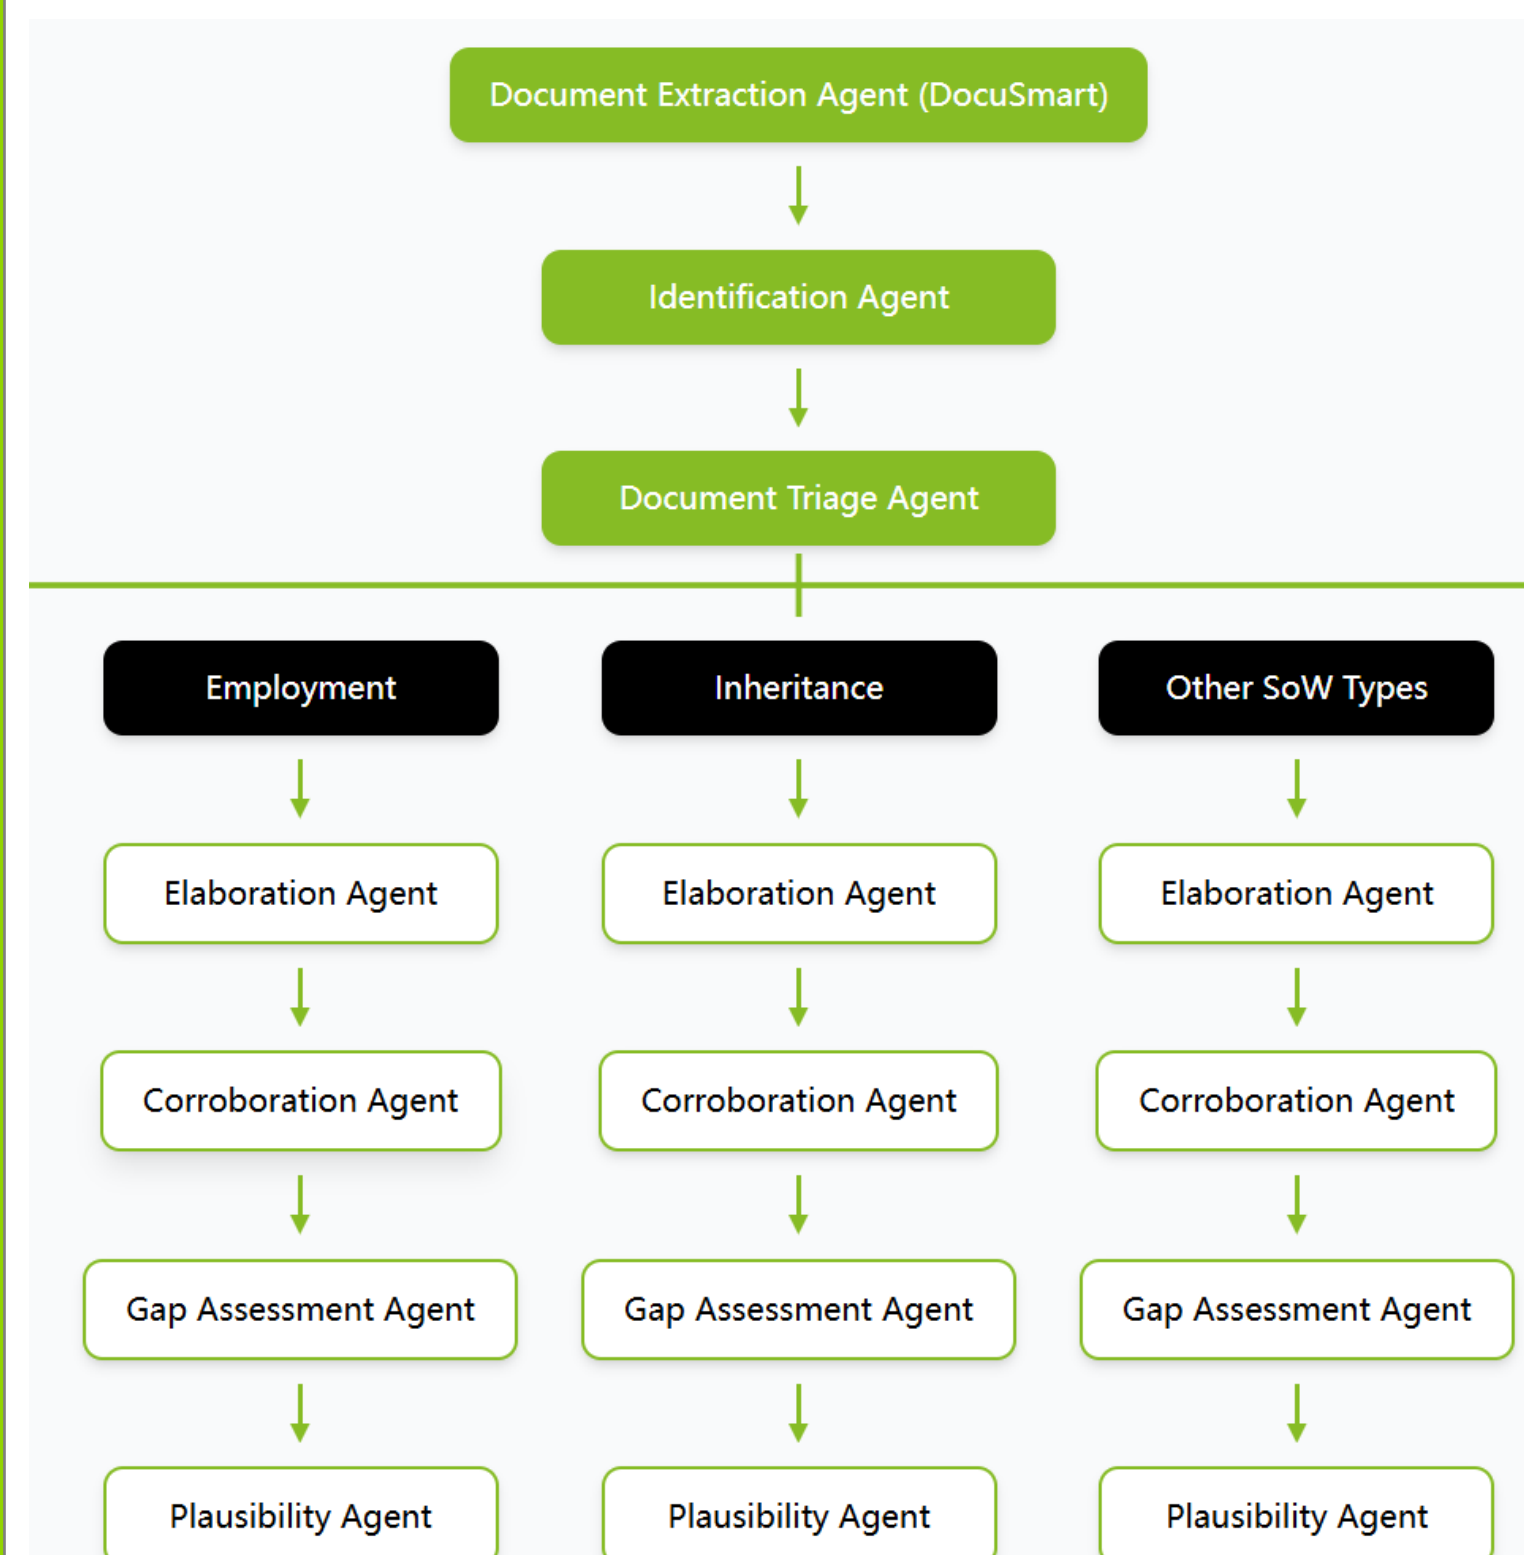 Document Extraction Agent (DocuSmart)
Identification Agent
Document Triage Agent
Employment
Inheritance
Other SoW Types
Elaboration Agent
Elaboration Agent
Elaboration Agent
Corroboration Agent
Corroboration Agent
Corroboration Agent
Gap Assessment Agent
Gap Assessment Agent
Gap Assessment Agent
Plausibility Agent
Plausibility Agent
Plausibility Agent